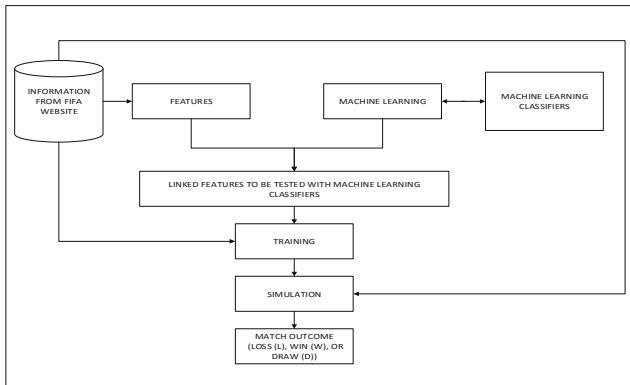 INFORMATION
FROM FIFA
WEBSITE
FEATURES
MACHINE LEARNING
MACHINE LEARNING
CLASSIFIERS
LINKED FEATURES TO BE TESTED WITH MACHINE LEARNING
CLASSIFIERS
TRAINING
SIMULATION
MATCH OUTCOME
(LOSS (L), WIN (W), OR
DRAW (D))